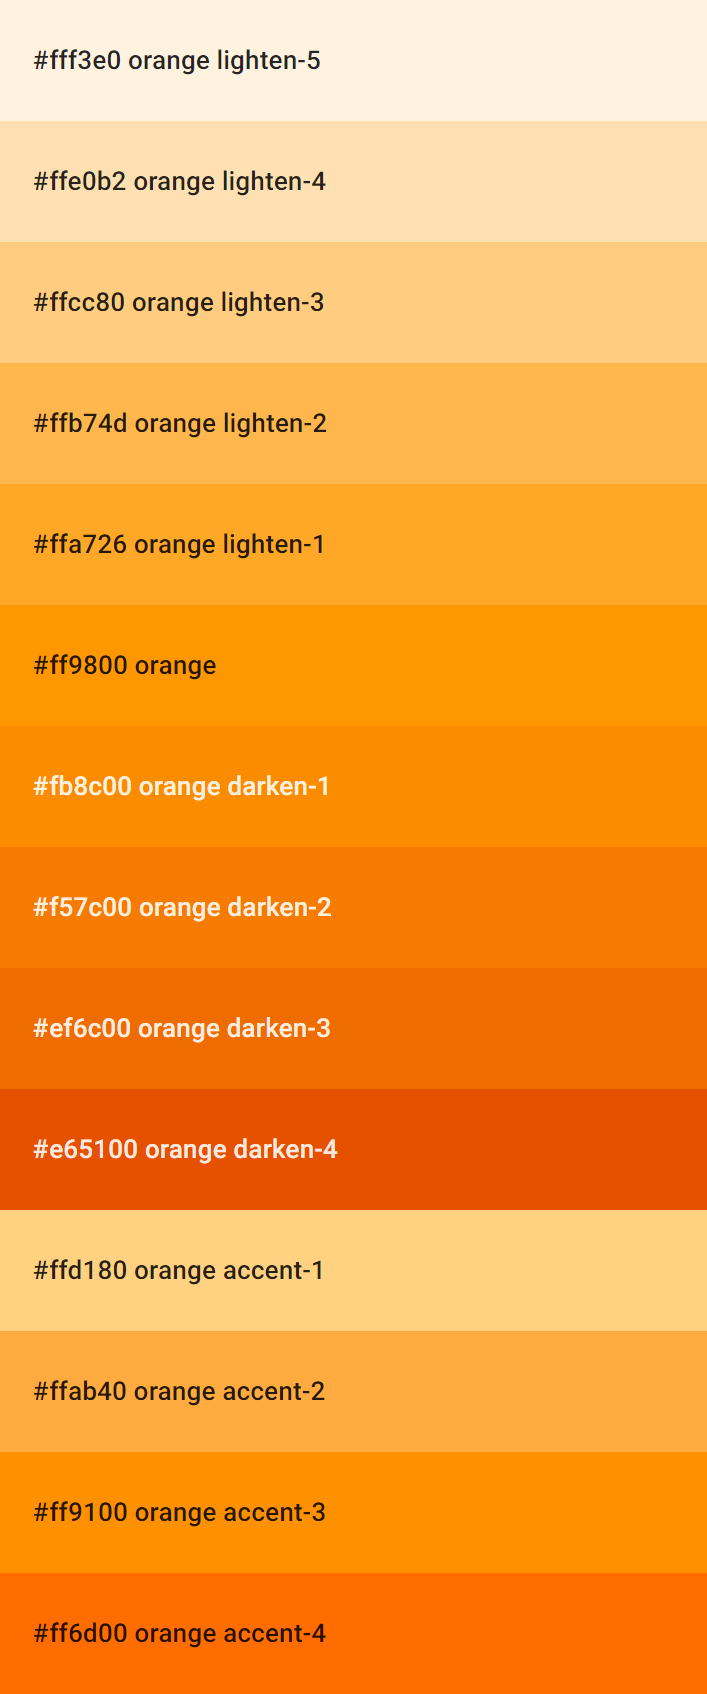 #fff3e0 orange lighten-5
#ffe0b2 orange lighten-4
#ffcc80 orange lighten-3
#ffb74d orange lighten-2
#ffa726 orange lighten-1
#ff9800 orange
#fb8c00 orange darken-1
#f57c00 orange darken-2
#ef6c00 orange darken-3
#e65100 orange darken-4
#ffd180 orange accent-1
#ffab40 orange accent-2
#ff9100 orange accent-3
#ff6d00 orange accent-4